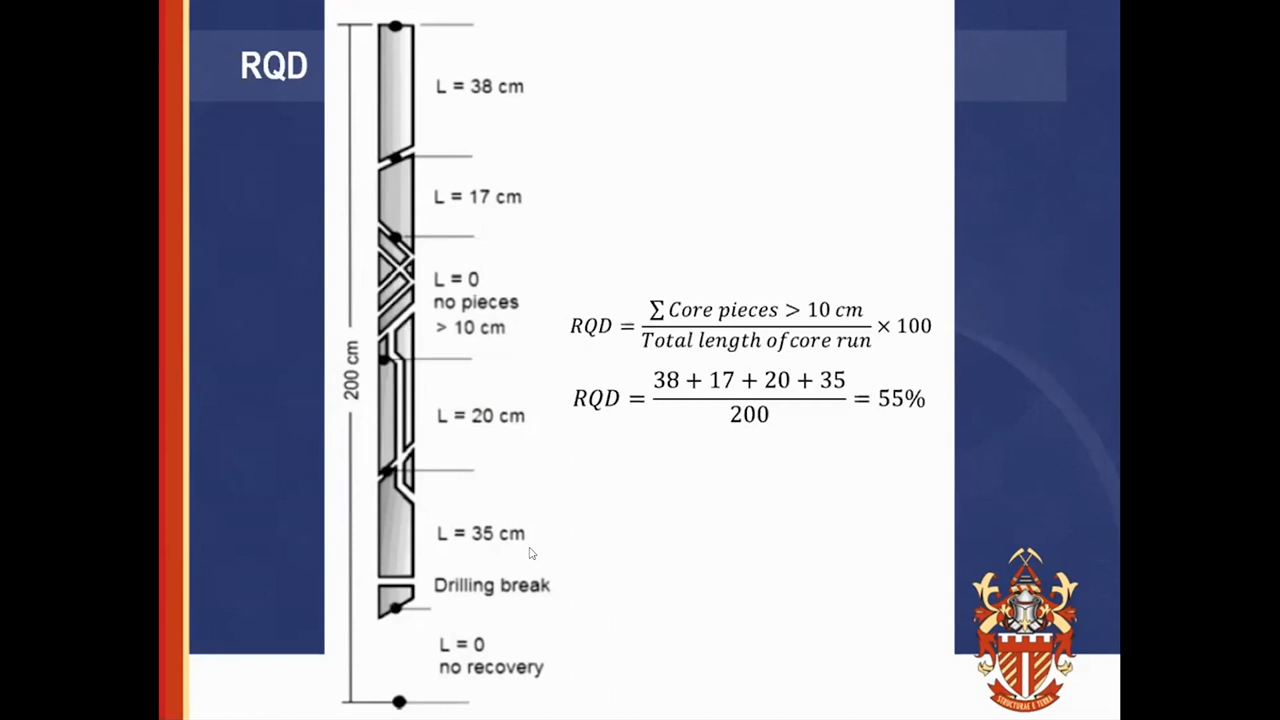 RQD
L = 38 cm
L = 17 cm
L = 0
no pieces
> 10 cm
200 cm
L = 20 cm
L = 35 cm
Drilling break
L = 0
no recovery
RQD = ∑ Core pieces > 10 cm / Total length of core run × 100
RQD = 38 + 17 + 20 + 35 / 200 = 55%
STRUCTURAE E TERRA